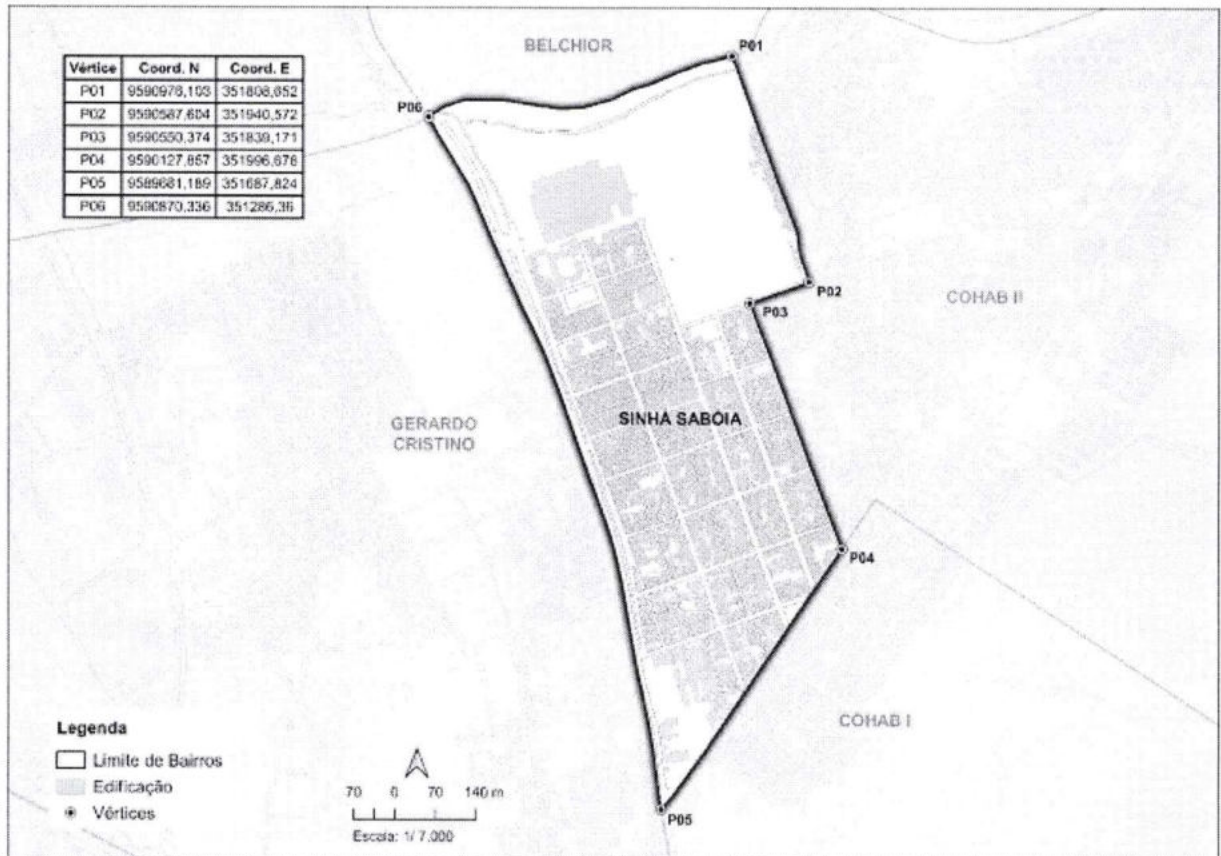 BELCHIOR
P01
Vértice Coord. N Coord. E
P01 9590976,103 351808,652
P02 9590587,604 351940,572
P03 9590550,374 351839,171
P04 9590127,857 351996,678
P05 9589681,189 351687,824
P06 9590870,336 351286,36
P06
P02
COHAB II
P03
SINHÁ SABÓIA
GERARDO
CRISTINO
P04
COHAB I
Legenda
Limite de Bairros
Edificação
Vértices
70 0 70 140 m
Escala: 1/ 7.000
P05